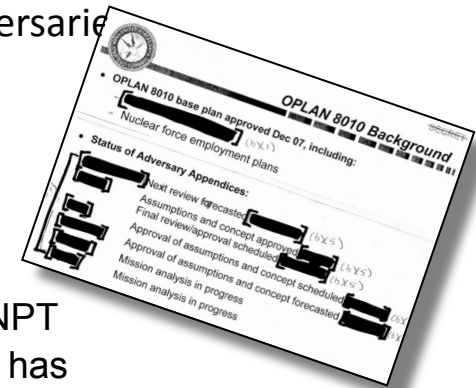 ersarie
SECRET
OPLAN 8010 Background
• OPLAN 8010 base plan approved Dec 07, including:
–
(b)(1)
– Nuclear force employment plans
• Status of Adversary Appendices:
Next review forecasted (b)(5)
Assumptions and concept approved (b)(5)
Final review/approval scheduled (b)(5)
Approval of assumptions and concept scheduled
Approval of assumptions and concept forecasted
Mission analysis in progress
Mission analysis in progress
NPT
has